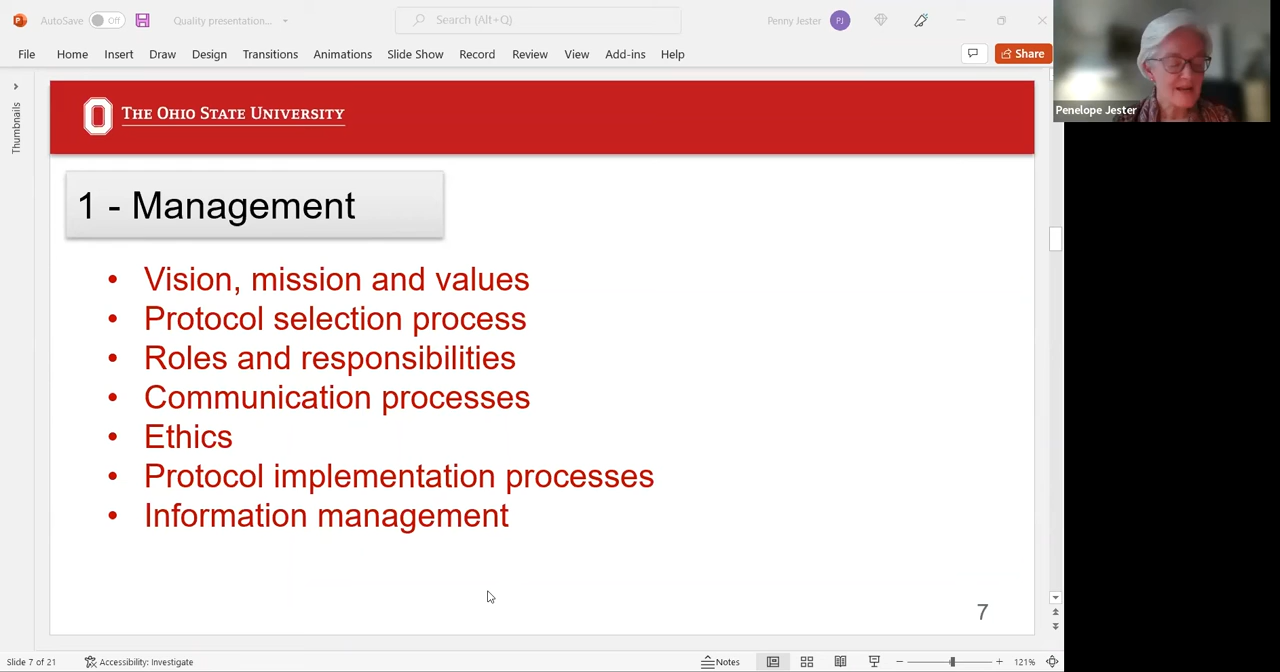 AutoSave Off Quality presentation... Search (Alt+Q) Penny Jester PJ
File Home Insert Draw Design Transitions Animations Slide Show Record Review View Add-ins Help Share
Penelope Jester
Thumbnails
THE OHIO STATE UNIVERSITY
1 - Management
• Vision, mission and values
• Protocol selection process
• Roles and responsibilities
• Communication processes
• Ethics
• Protocol implementation processes
• Information management
7
Slide 7 of 21 Accessibility: Investigate Notes 121%